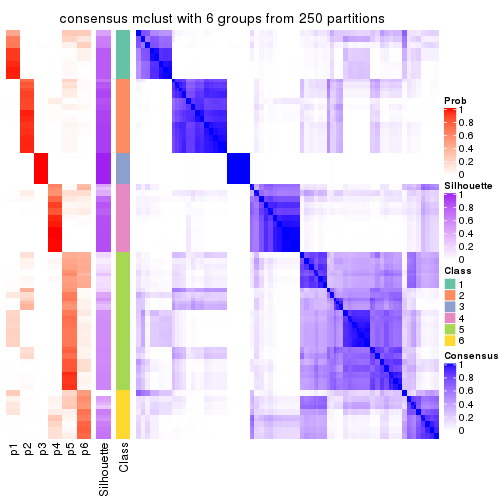 consensus mclust with 6 groups from 250 partitions
Prob
1
0.8
0.6
0.4
0.2
0
Silhouette
1
0.8
0.6
0.4
0.2
0
Class
1
2
3
4
5
6
Consensus
1
0.8
0.6
0.4
0.2
0
p1
p2
p3
p4
p5
p6
Silhouette
Class